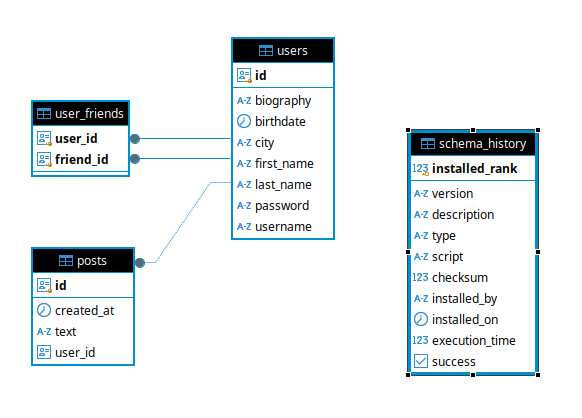 users
id
A-Z biography
birthdate
A-Z city
A-Z first_name
A-Z last_name
A-Z password
A-Z username
user_friends
user_id
friend_id
posts
id
created_at
A-Z text
user_id
schema_history
123 installed_rank
A-Z version
A-Z description
A-Z type
A-Z script
123 checksum
A-Z installed_by
installed_on
123 execution_time
success